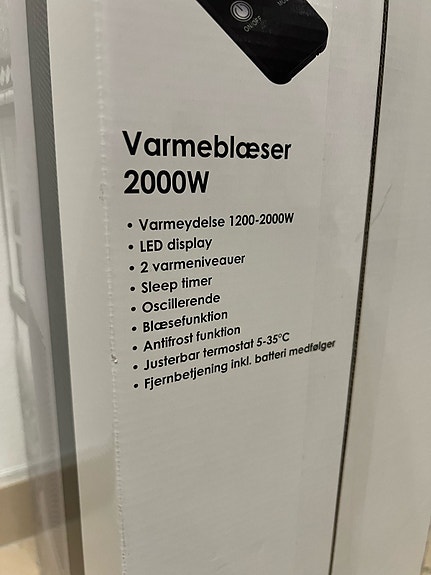 ON/OFF
Varmeblæser
2000W
• Varmeydelse 1200-2000W
• LED display
• 2 varmeniveauer
• Sleep timer
• Oscillerende
• Blæsefunktion
• Antifrost funktion
• Justerbar termostat 5-35°C
• Fjernbetjening inkl. batteri medfølger